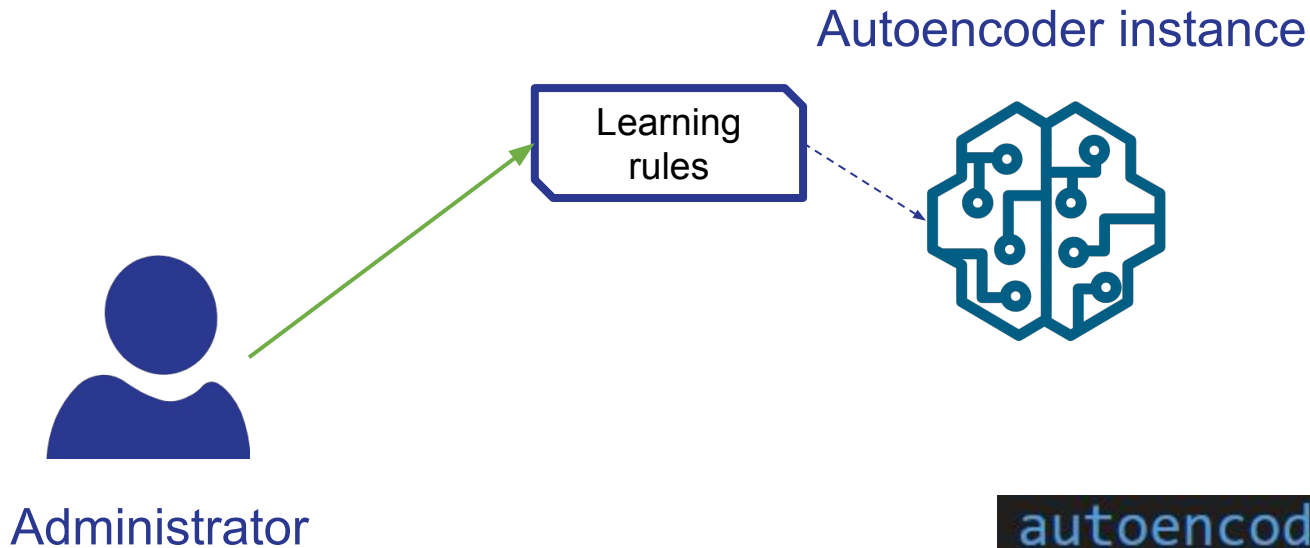 Autoencoder instance
Learning
rules
Administrator
autoencod